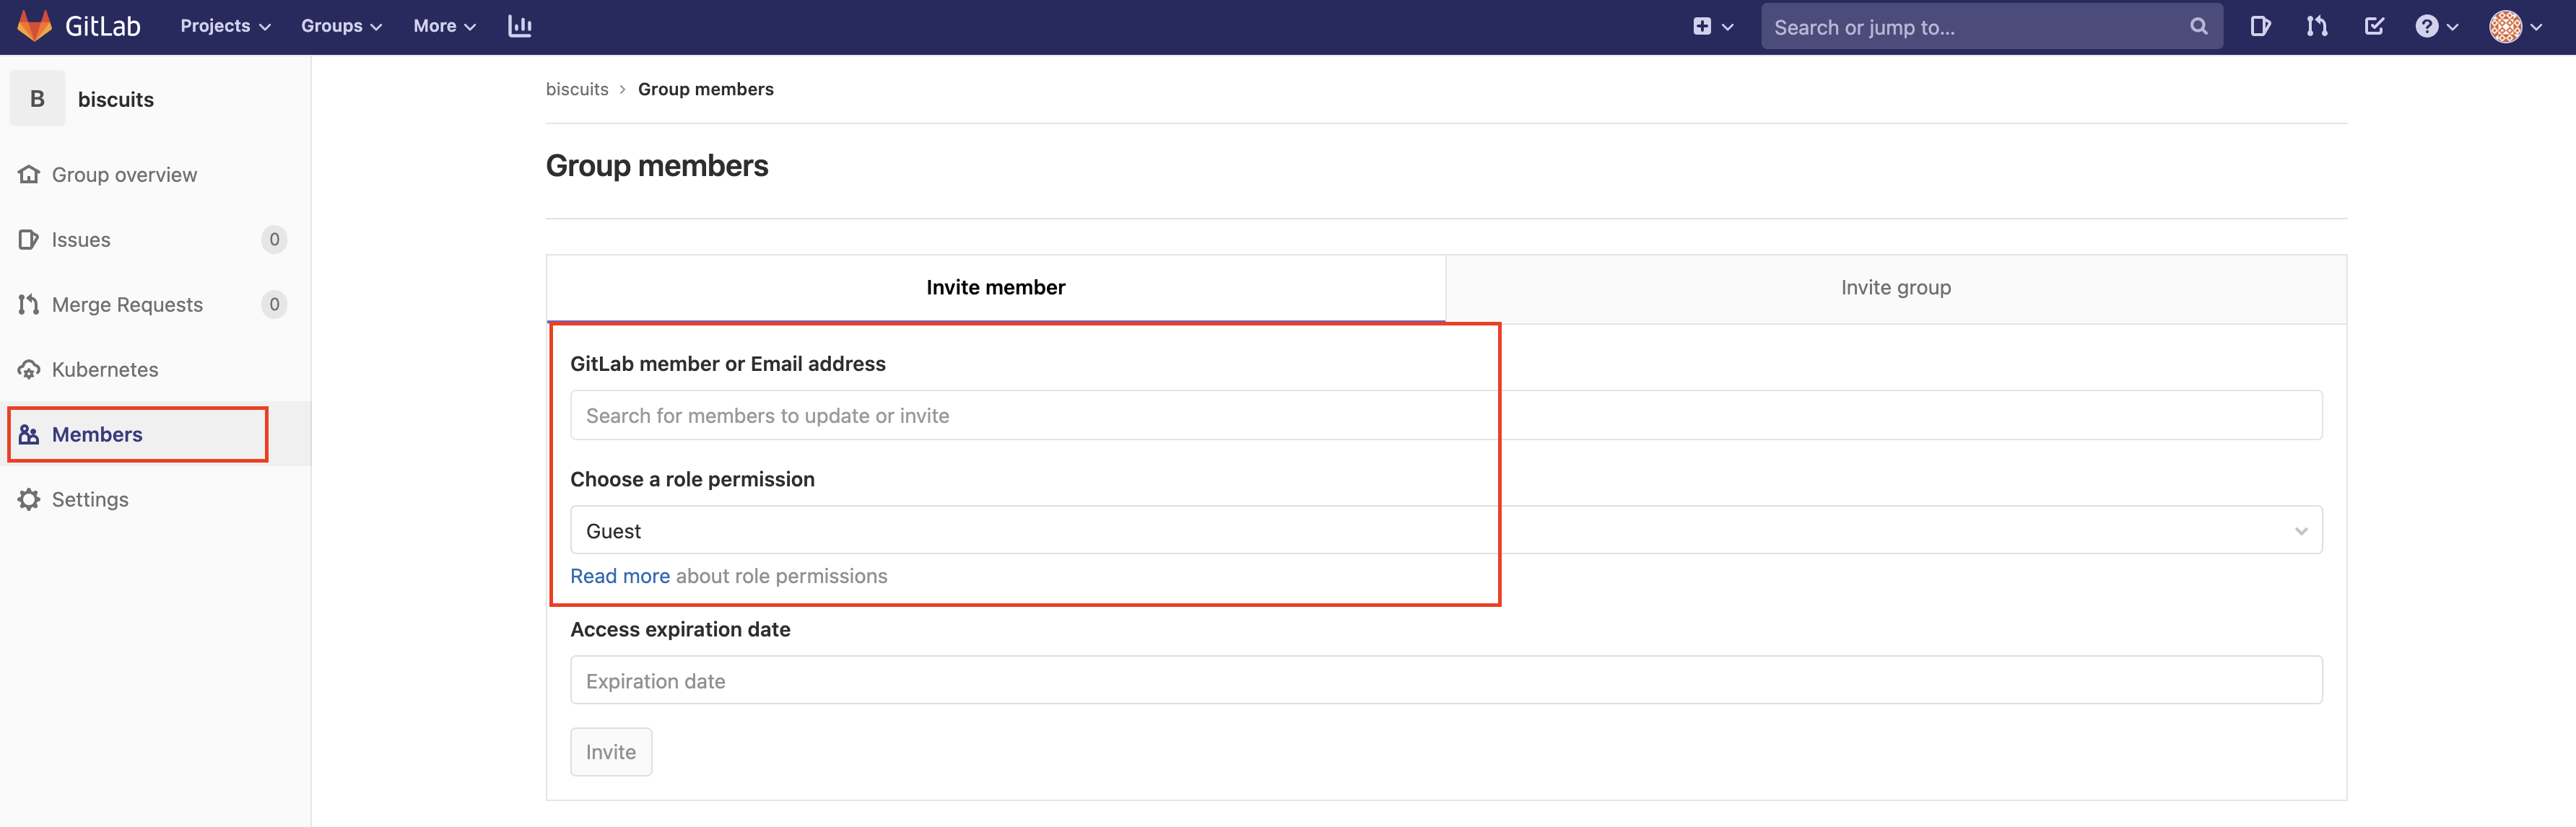 GitLab Projects Groups More Search or jump to...
B biscuits
Group overview
Issues 0
Merge Requests 0
Kubernetes
Members
Settings
biscuits › Group members
Group members
Invite member Invite group
GitLab member or Email address
Search for members to update or invite
Choose a role permission
Guest
Read more about role permissions
Access expiration date
Expiration date
Invite